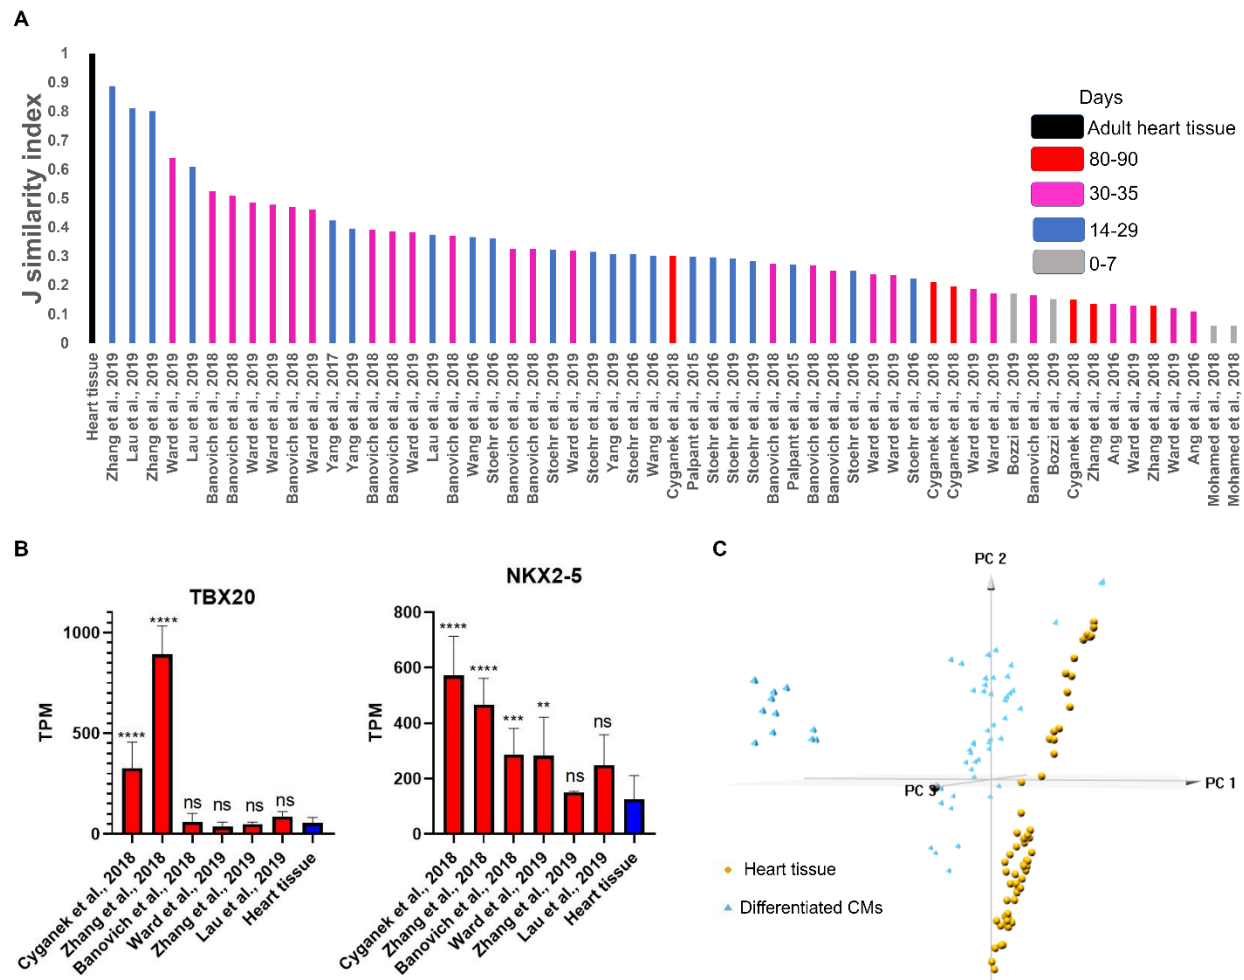 A
J similarity index
1
0.9
0.8
0.7
0.6
0.5
0.4
0.3
0.2
0.1
0
Days
Adult heart tissue
80-90
30-35
14-29
0-7
Heart tissue
Zhang et al., 2019
Lau et al., 2019
Zhang et al., 2019
Ward et al., 2019
Lau et al., 2019
Banovich et al., 2018
Banovich et al., 2018
Ward et al., 2019
Ward et al., 2019
Banovich et al., 2018
Ward et al., 2019
Yang et al., 2017
Yang et al., 2019
Banovich et al., 2018
Banovich et al., 2018
Ward et al., 2019
Lau et al., 2019
Banovich et al., 2018
Wang et al., 2016
Stoehr et al., 2016
Banovich et al., 2018
Banovich et al., 2018
Stoehr et al., 2019
Ward et al., 2019
Stoehr et al., 2019
Yang et al., 2019
Stoehr et al., 2016
Wang et al., 2016
Cyganek et al., 2018
Palpant et al., 2015
Stoehr et al., 2016
Stoehr et al., 2019
Stoehr et al., 2019
Banovich et al., 2018
Palpant et al., 2015
Banovich et al., 2018
Banovich et al., 2018
Stoehr et al., 2016
Ward et al., 2019
Ward et al., 2019
Stoehr et al., 2016
Cyganek et al., 2018
Cyganek et al., 2018
Ward et al., 2019
Ward et al., 2019
Bozzi et al., 2019
Banovich et al., 2018
Bozzi et al., 2019
Cyganek et al., 2018
Zhang et al., 2018
Ang et al., 2016
Ward et al., 2019
Zhang et al., 2018
Ward et al., 2019
Ang et al., 2016
Mohamed et al., 2018
Mohamed et al., 2018
B
TBX20
TPM
1000
500
0
****
****
ns
ns
ns
ns
Cyganek et al., 2018
Zhang et al., 2018
Banovich et al., 2018
Ward et al., 2019
Zhang et al., 2019
Lau et al., 2019
Heart tissue
NKX2-5
TPM
800
600
400
200
0
****
****
***
**
ns
ns
Cyganek et al., 2018
Zhang et al., 2018
Banovich et al., 2018
Ward et al., 2019
Zhang et al., 2019
Lau et al., 2019
Heart tissue
C
PC 2
PC 1
PC 3
Heart tissue
Differentiated CMs